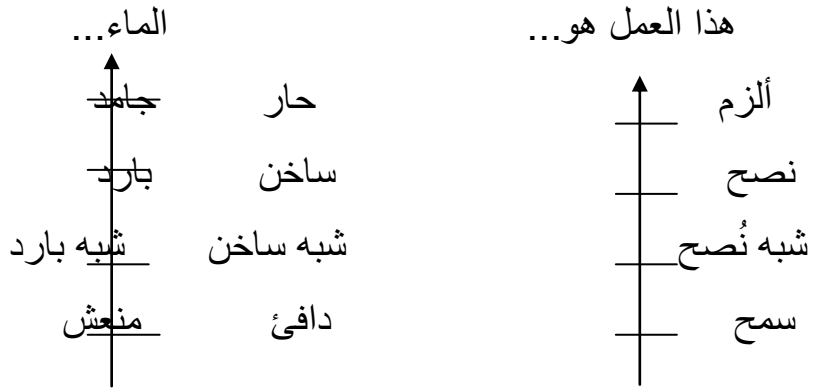 هذا العمل هو...
ألزم
نصح
شبه نُصح
سمح
الماء...
حار جامد
ساخن بارد
شبه ساخن شبه بارد
دافئ منعش